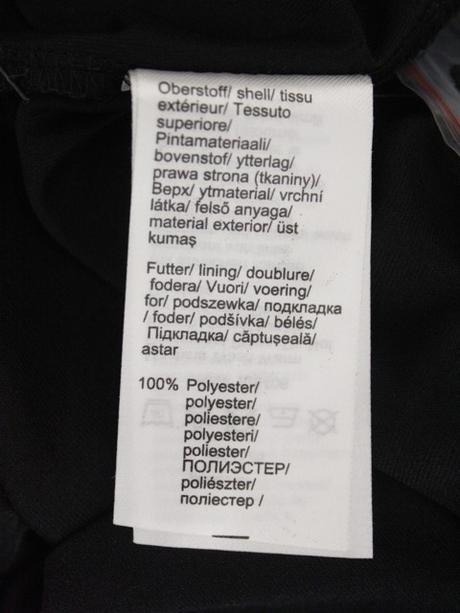 Oberstoff/ shell/ tissu
extérieur/ Tessuto
superiore/
Pintamateriaali/
bovenstof/ ytterlag/
prawa strona (tkaniny)/
Верх/ ytmaterial/ vrchní
látka/ felső anyaga/
material exterior/ üst
kumaş
Futter/ lining/ doublure/
fodera/ Vuori/ voering/
for/ podszewka/ подкладка
/ foder/ podšívka/ bélés/
Підкладка/ căptușeală/
astar
100% Polyester/
polyester/
poliestere/
polyesteri/
poliester/
ПОЛИЭСТЕР/
poliészter/
поліестер /